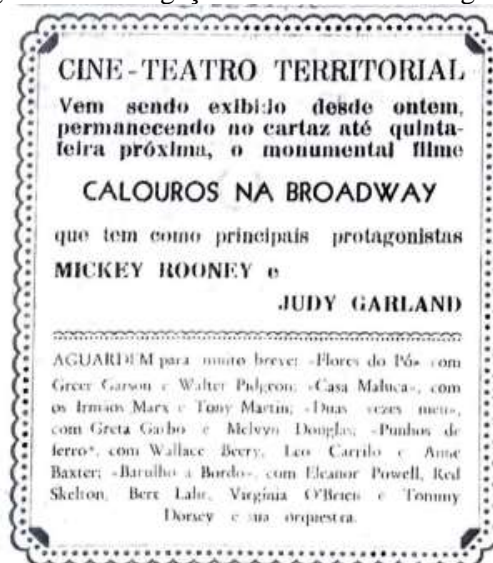 CINE-TEATRO TERRITORIAL
Vem sendo exibido desde ontem,
permanecendo no cartaz até quinta-
feira próxima, o monumental filme
CALOUROS NA BROADWAY
que tem como principais protagonistas
MICKEY ROONEY e
JUDY GARLAND
AGUARDEM para muito breve: «Flores do Pó» com
Greer Garson e Walter Pidgeon; «Casa Maluca», com
os Irmãos Marx e Tony Martin; «Duas vezes meu»,
com Greta Garbo e Melvyn Douglas; «Punhos de
ferro», com Wallace Beery, Leo Carrilo e Anne
Baxter; «Barulho a Bordo», com Eleanor Powell, Red
Skelton, Bert Lahr, Virginia O'Brien e Tommy
Dorsey e sua orquestra.